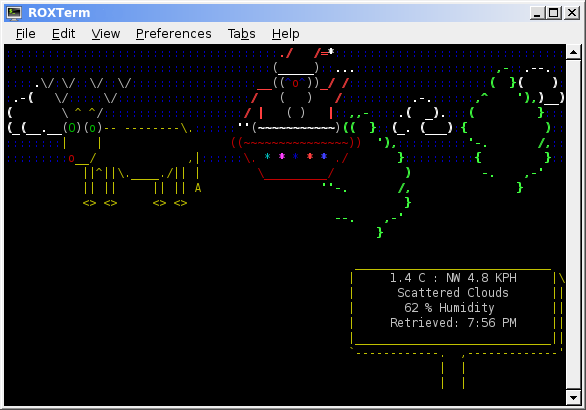 ROXTerm
File Edit View Preferences Tabs Help
1.4 C : NW 4.8 KPH
Scattered Clouds
62 % Humidity
Retrieved: 7:56 PM